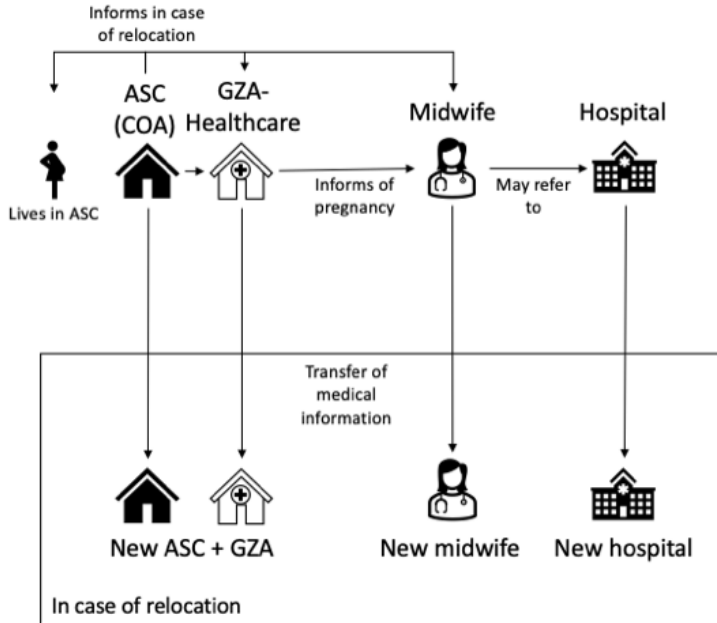 Informs in case
of relocation
ASC
(COA)
GZA-
Healthcare
Midwife
Hospital
Lives in ASC
Informs of
pregnancy
May refer
to
Transfer of
medical
information
New ASC + GZA
New midwife
New hospital
In case of relocation